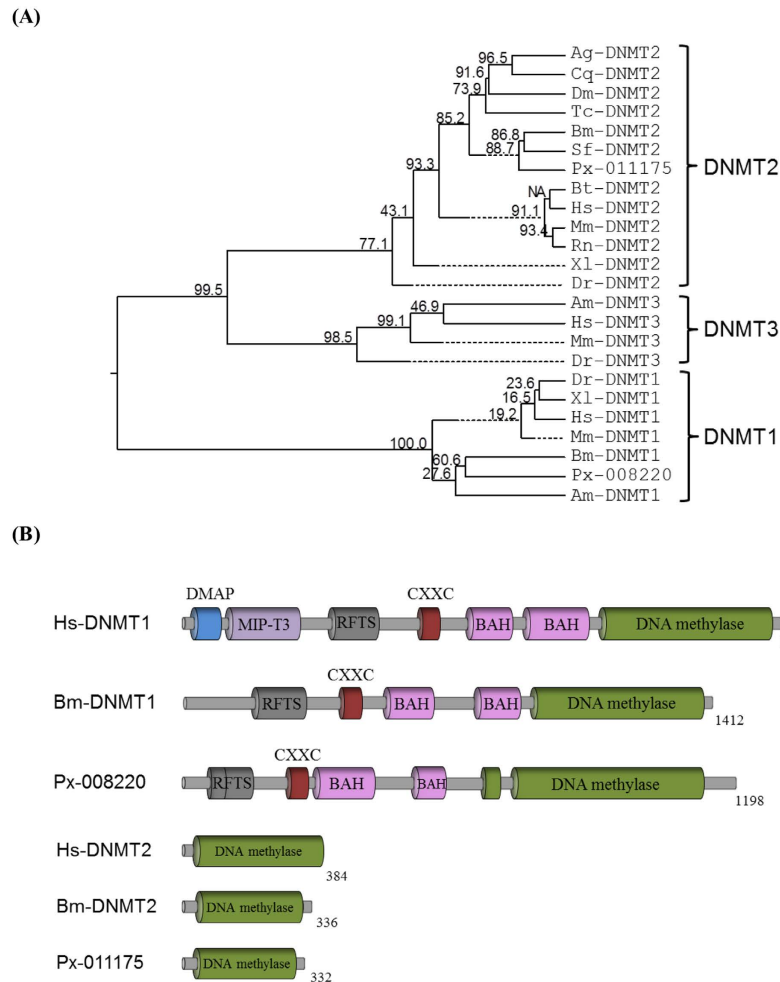 (A)
96.5
Ag-DNMT2
91.6
Cq-DNMT2
73.9
Dm-DNMT2
Tc-DNMT2
85.2
86.8
Bm-DNMT2
88.7
Sf-DNMT2
Px-011175
DNMT2
93.3
NA
Bt-DNMT2
91.1
Hs-DNMT2
43.1
93.4
Mm-DNMT2
Rn-DNMT2
77.1
Xl-DNMT2
Dr-DNMT2
99.5
46.9
Am-DNMT3
99.1
Hs-DNMT3
DNMT3
98.5
Mm-DNMT3
Dr-DNMT3
23.6
Dr-DNMT1
16.5
Xl-DNMT1
19.2
Hs-DNMT1
DNMT1
100.0
Mm-DNMT1
60.6
Bm-DNMT1
27.6
Px-008220
Am-DNMT1
(B)
DMAP CXXC
Hs-DNMT1 MIP-T3 RFTS BAH BAH DNA methylase
CXXC
Bm-DNMT1 RFTS BAH BAH DNA methylase
1412
CXXC
Px-008220 RFTS BAH BAH DNA methylase
1198
Hs-DNMT2 DNA methylase
384
Bm-DNMT2 DNA methylase
336
Px-011175 DNA methylase
332